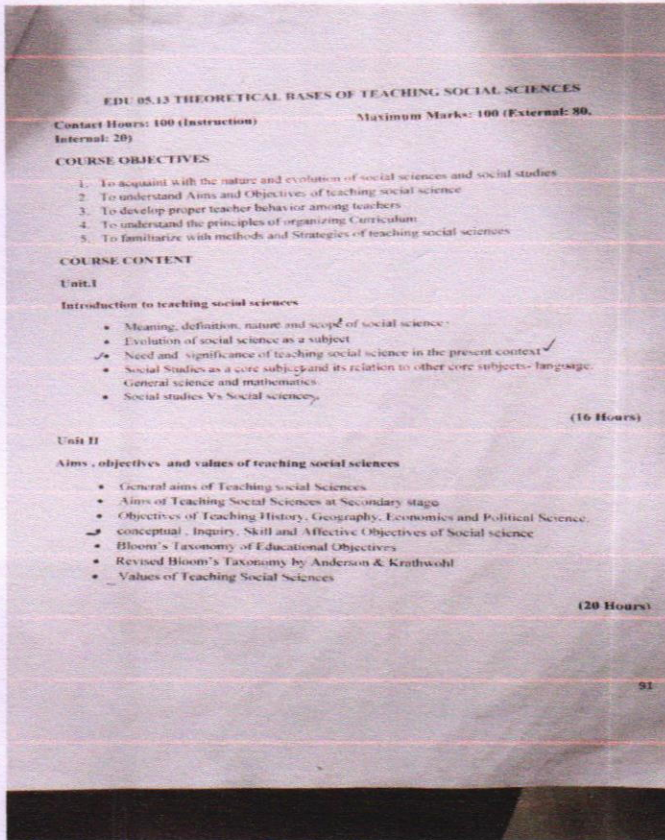 EDU 05.13 THEORETICAL BASES OF TEACHING SOCIAL SCIENCES
Contact Hours: 100 (Instruction) Maximum Marks: 100 (External: 80,
Internal: 20)
COURSE OBJECTIVES
1. To acquaint with the nature and evolution of social sciences and social studies
2. To understand Aims and Objectives of teaching social science
3. To develop proper teacher behavior among teachers
4. To understand the principles of organizing Curriculum
5. To familiarize with methods and Strategies of teaching social sciences
COURSE CONTENT
Unit.I
Introduction to teaching social sciences
• Meaning, definition, nature and scope of social science
• Evolution of social science as a subject
• Need and significance of teaching social science in the present context
• Social Studies as a core subject and its relation to other core subjects- language,
General science and mathematics
• Social studies Vs Social sciences
(16 Hours)
Unit II
Aims , objectives and values of teaching social sciences
• General aims of Teaching social Sciences
• Aims of Teaching Social Sciences at Secondary stage
• Objectives of Teaching History, Geography, Economics and Political Science,
• conceptual , Inquiry, Skill and Affective Objectives of Social science
• Bloom's Taxonomy of Educational Objectives
• Revised Bloom's Taxonomy by Anderson & Krathwohl
• Values of Teaching Social Sciences
(20 Hours)
91